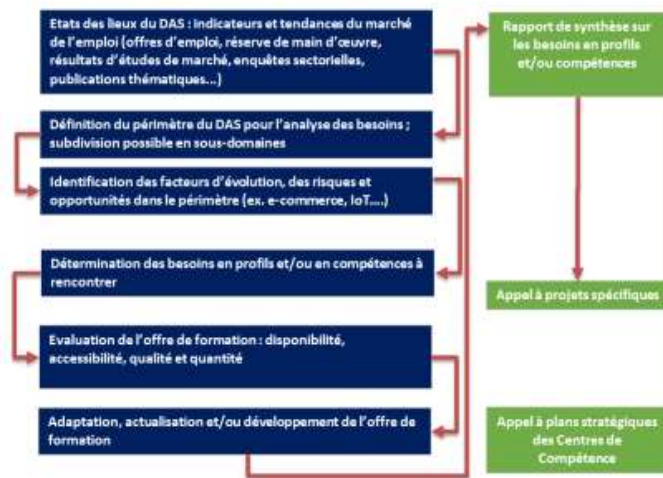 Etats des lieux du DAS : indicateurs et tendances du marché
de l'emploi (offres d'emploi, réserve de main d'œuvre,
résultats d'études de marché, enquêtes sectorielles,
publications thématiques...)
Définition du périmètre du DAS pour l'analyse des besoins ;
subdivision possible en sous-domaines
Identification des facteurs d'évolution, des risques et
opportunités dans le périmètre (ex. e-commerce, IoT....)
Détermination des besoins en profils et/ou en compétences à
rencontrer
Evaluation de l'offre de formation : disponibilité,
accessibilité, qualité et quantité
Adaptation, actualisation et/ou développement de l'offre de
formation
Rapport de synthèse sur
les besoins en profils
et/ou compétences
Appel à projets spécifiques
Appel à plans stratégiques
des Centres de
Compétence